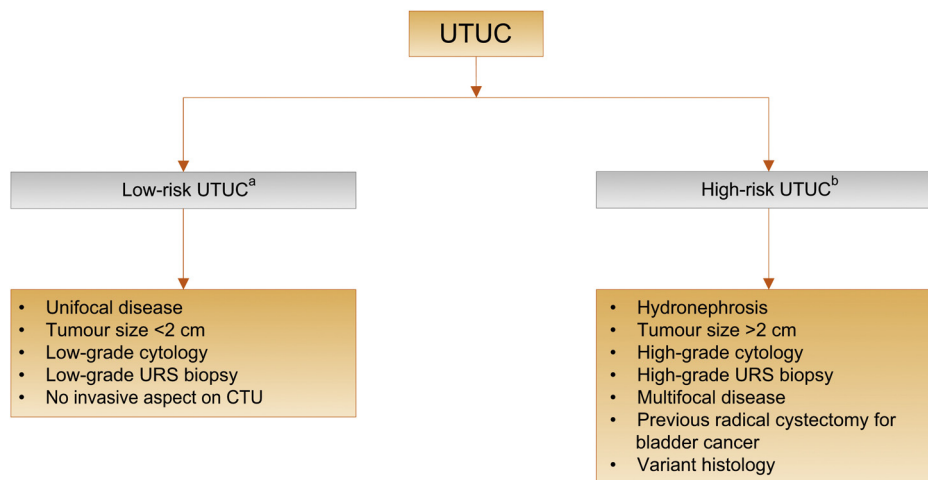 UTUC
Low-risk UTUCᵃ
High-risk UTUCᵇ
• Unifocal disease
• Tumour size <2 cm
• Low-grade cytology
• Low-grade URS biopsy
• No invasive aspect on CTU
• Hydronephrosis
• Tumour size >2 cm
• High-grade cytology
• High-grade URS biopsy
• Multifocal disease
• Previous radical cystectomy for
bladder cancer
• Variant histology